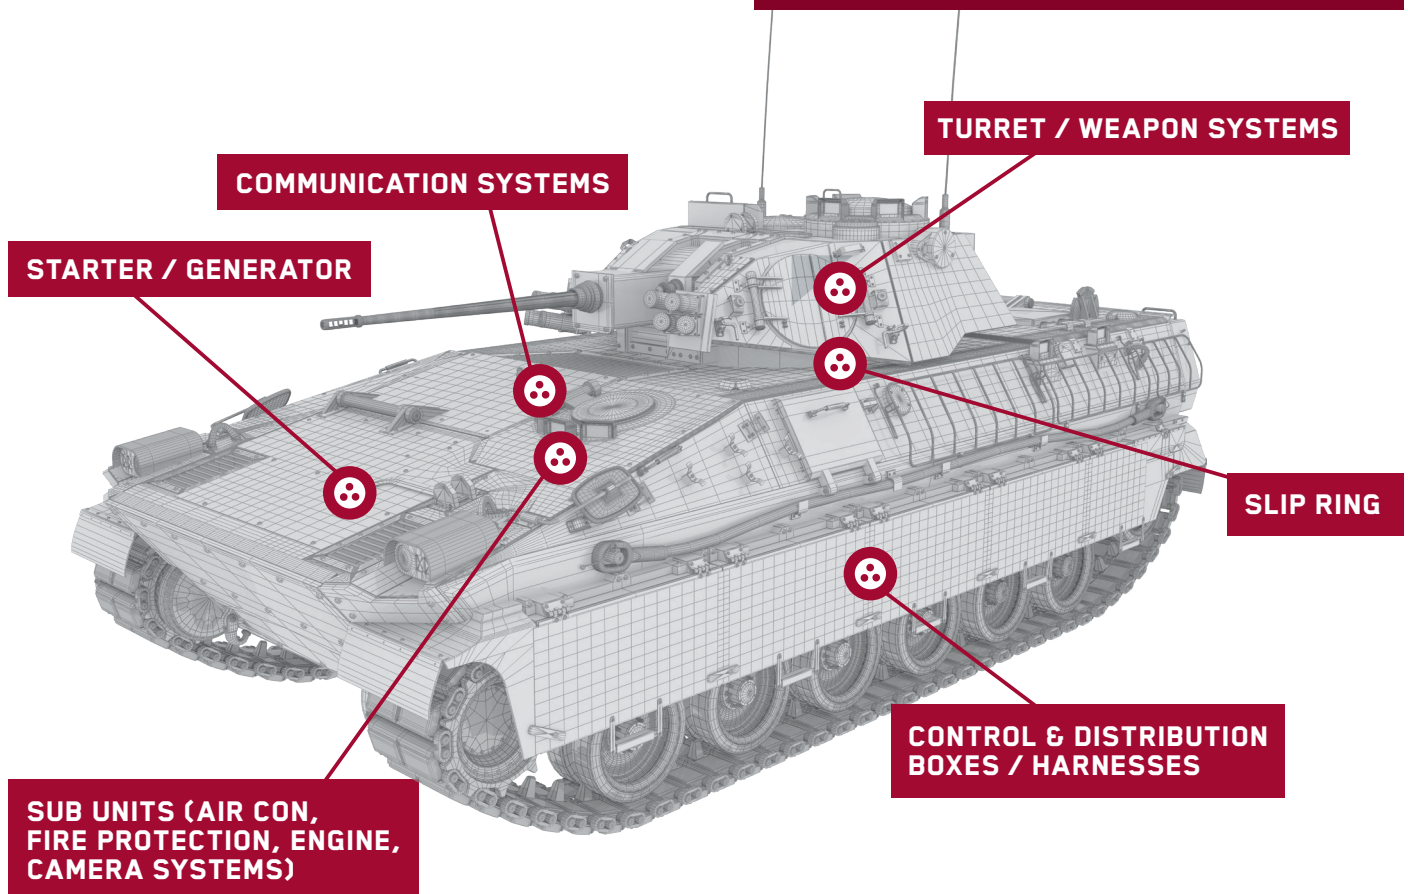 TURRET / WEAPON SYSTEMS
COMMUNICATION SYSTEMS
STARTER / GENERATOR
SLIP RING
CONTROL & DISTRIBUTION
BOXES / HARNESSES
SUB UNITS (AIR CON,
FIRE PROTECTION, ENGINE,
CAMERA SYSTEMS)